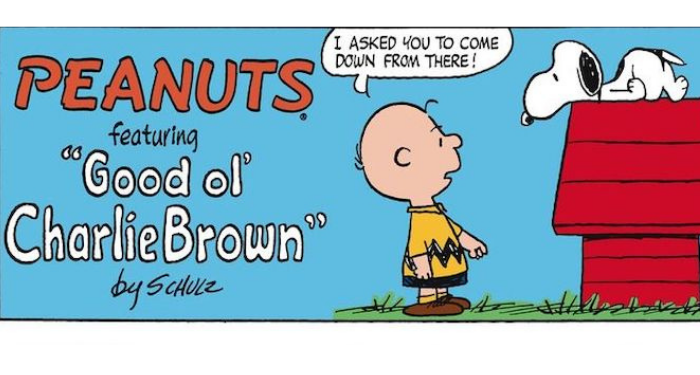 PEANUTS®
featuring
"Good ol'
Charlie Brown"
by SCHULZ
I ASKED YOU TO COME
DOWN FROM THERE!